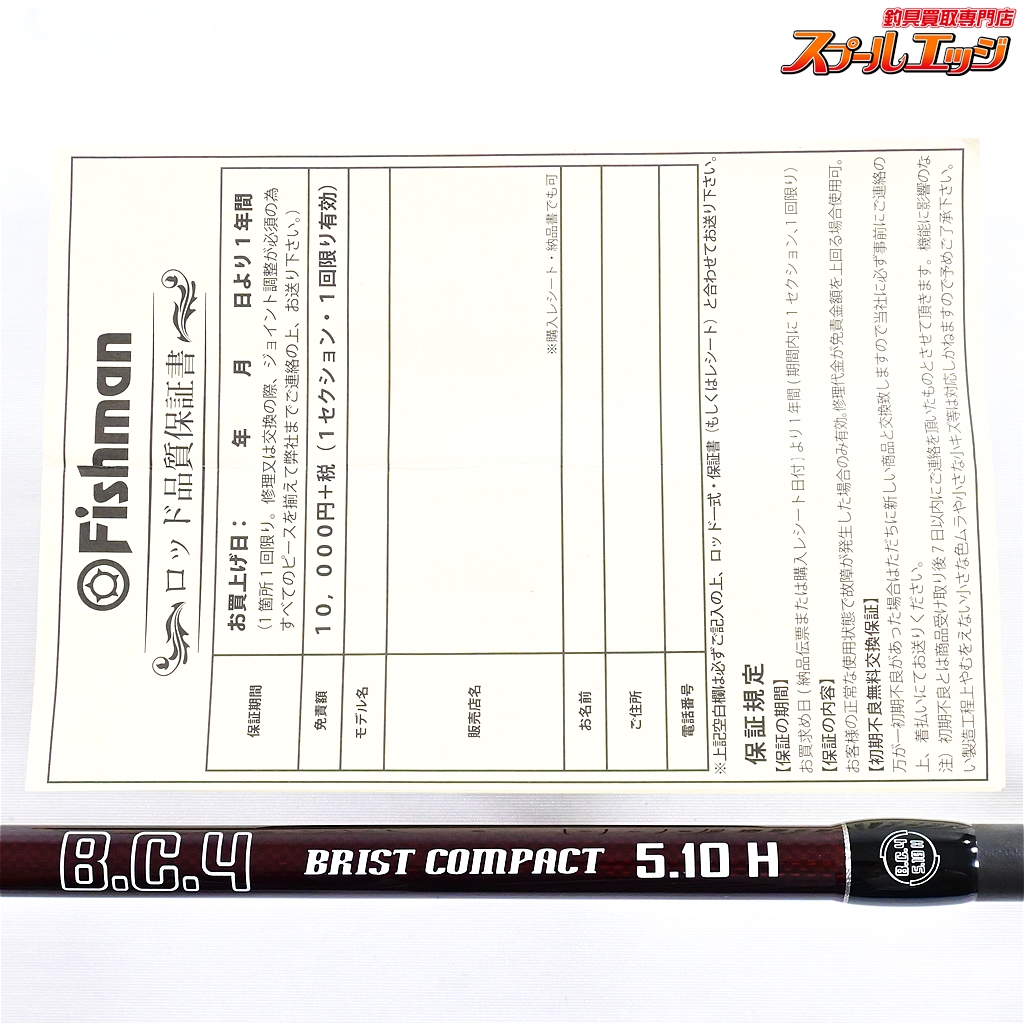 釣具買取専門店
スプールエッジ
Fishman
ロッド品質保証書
保証期間
お買上げ日： 年 月 日より１年間
（１箇所１回限り。修理又は交換の際、ジョイント調整が必須の為
すべてのピースを揃えて弊社までご連絡の上、お送り下さい。）
免責額
１０，０００円＋税（１セクション・１回限り有効）
モデル名
販売店名
※購入レシート・納品書でも可
お名前
ご住所
電話番号
※上記空白欄は必ずご記入の上、ロッド一式・保証書（もしくはレシート）と合わせてお送り下さい。
保証規定
【保証の期間】
お買求め日（納品伝票または購入レシート日付）より１年間（期間内に１セクション、１回限り）
【保証の内容】
お客様の正常な使用状態で故障が発生した場合のみ有効。修理代金が免責金額を上回る場合使用可。
【初期不良無料交換保証】
万が一初期不良があった場合はただちに新しい商品と交換致しますので当社に必ず事前にご連絡の
上、着払いにてお送りください。
注）初期不良とは商品受け取り後７日以内にご連絡を頂いたものとさせて頂きます。機能に影響のな
い製造工程上やむをえない小さな色ムラや小さな小キズ等は対応しかねますので予めご了承下さい。
B.C.4 BRIST COMPACT 5.10 H
B.C.4
5.10 H